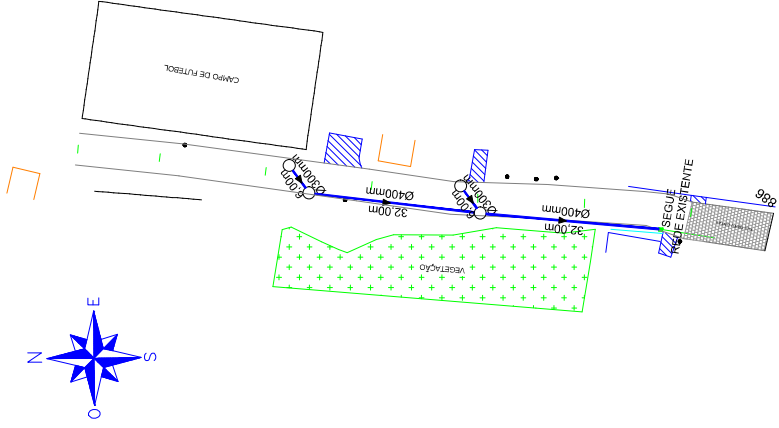 CAMPO DE FUTEBOL
Ø300mm
6,00m
Ø400mm
32,00m
Ø300mm
6,00m
Ø400mm
32,00m
SEGUE
REDE EXISTENTE
986
VEGETAÇÃO
E
N
S
O